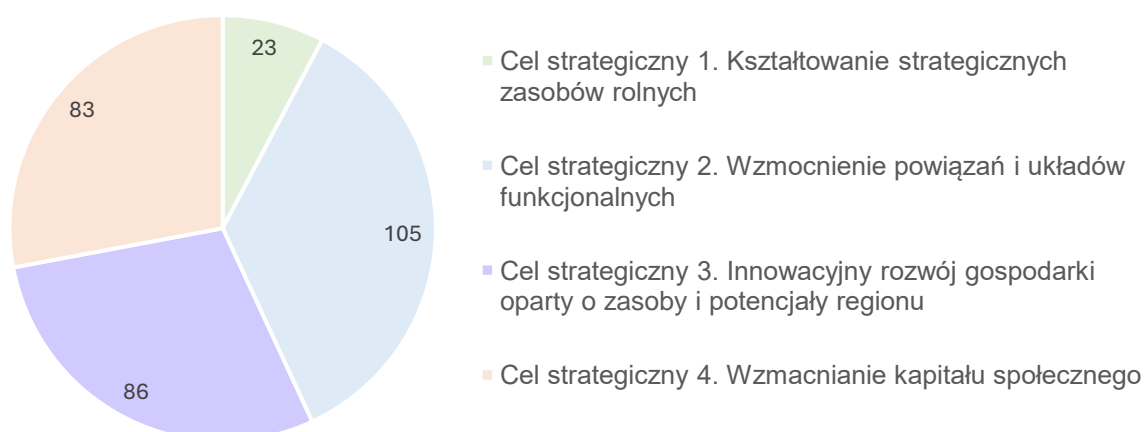 23
83
105
86
Cel strategiczny 1. Kształtowanie strategicznych
zasobów rolnych
Cel strategiczny 2. Wzmocnienie powiązań i układów
funkcjonalnych
Cel strategiczny 3. Innowacyjny rozwój gospodarki
oparty o zasoby i potencjały regionu
Cel strategiczny 4. Wzmacnianie kapitału społecznego